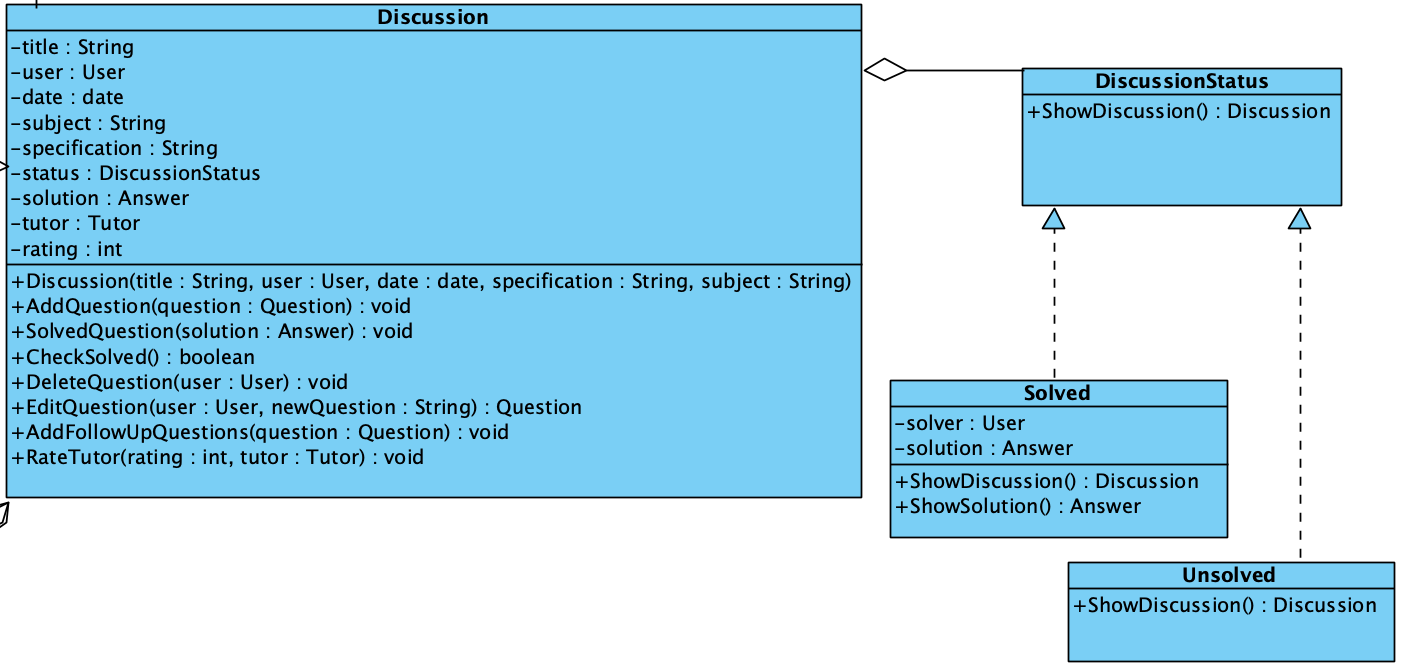 Discussion
-title : String
-user : User
-date : date
-subject : String
-specification : String
-status : DiscussionStatus
-solution : Answer
-tutor : Tutor
-rating : int
+Discussion(title : String, user : User, date : date, specification : String, subject : String)
+AddQuestion(question : Question) : void
+SolvedQuestion(solution : Answer) : void
+CheckSolved() : boolean
+DeleteQuestion(user : User) : void
+EditQuestion(user : User, newQuestion : String) : Question
+AddFollowUpQuestions(question : Question) : void
+RateTutor(rating : int, tutor : Tutor) : void
DiscussionStatus
+ShowDiscussion() : Discussion
Solved
-solver : User
-solution : Answer
+ShowDiscussion() : Discussion
+ShowSolution() : Answer
Unsolved
+ShowDiscussion() : Discussion